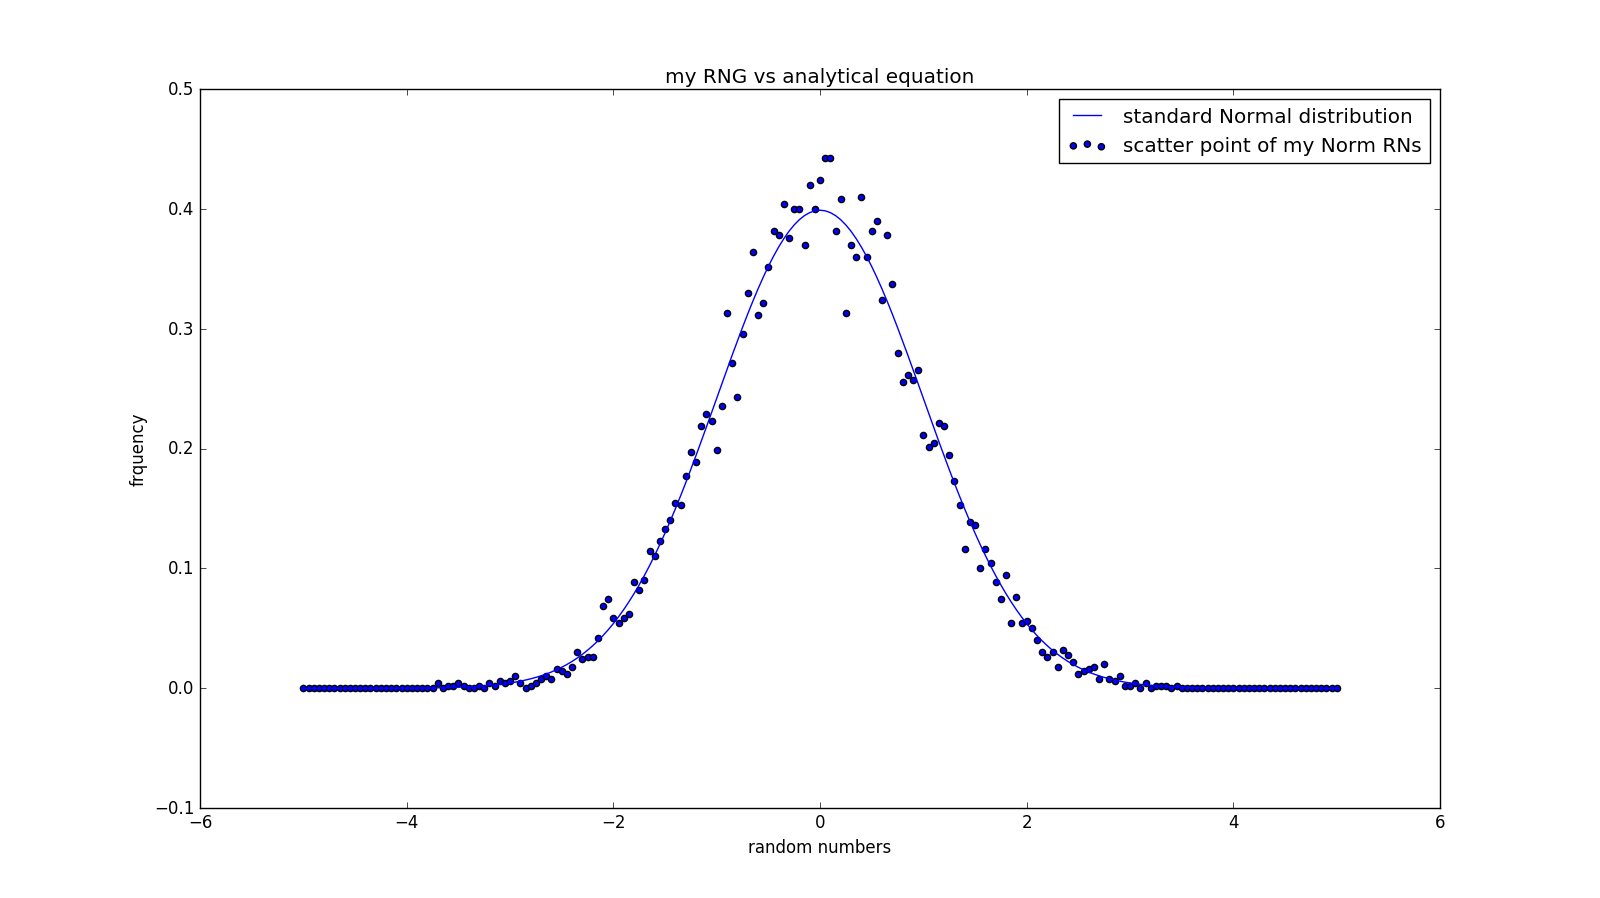 my RNG vs analytical equation
0.5
standard Normal distribution
scatter point of my Norm RNs
0.4
0.3
frquency
0.2
0.1
0.0
−0.1
−6 −4 −2 0 2 4 6
random numbers